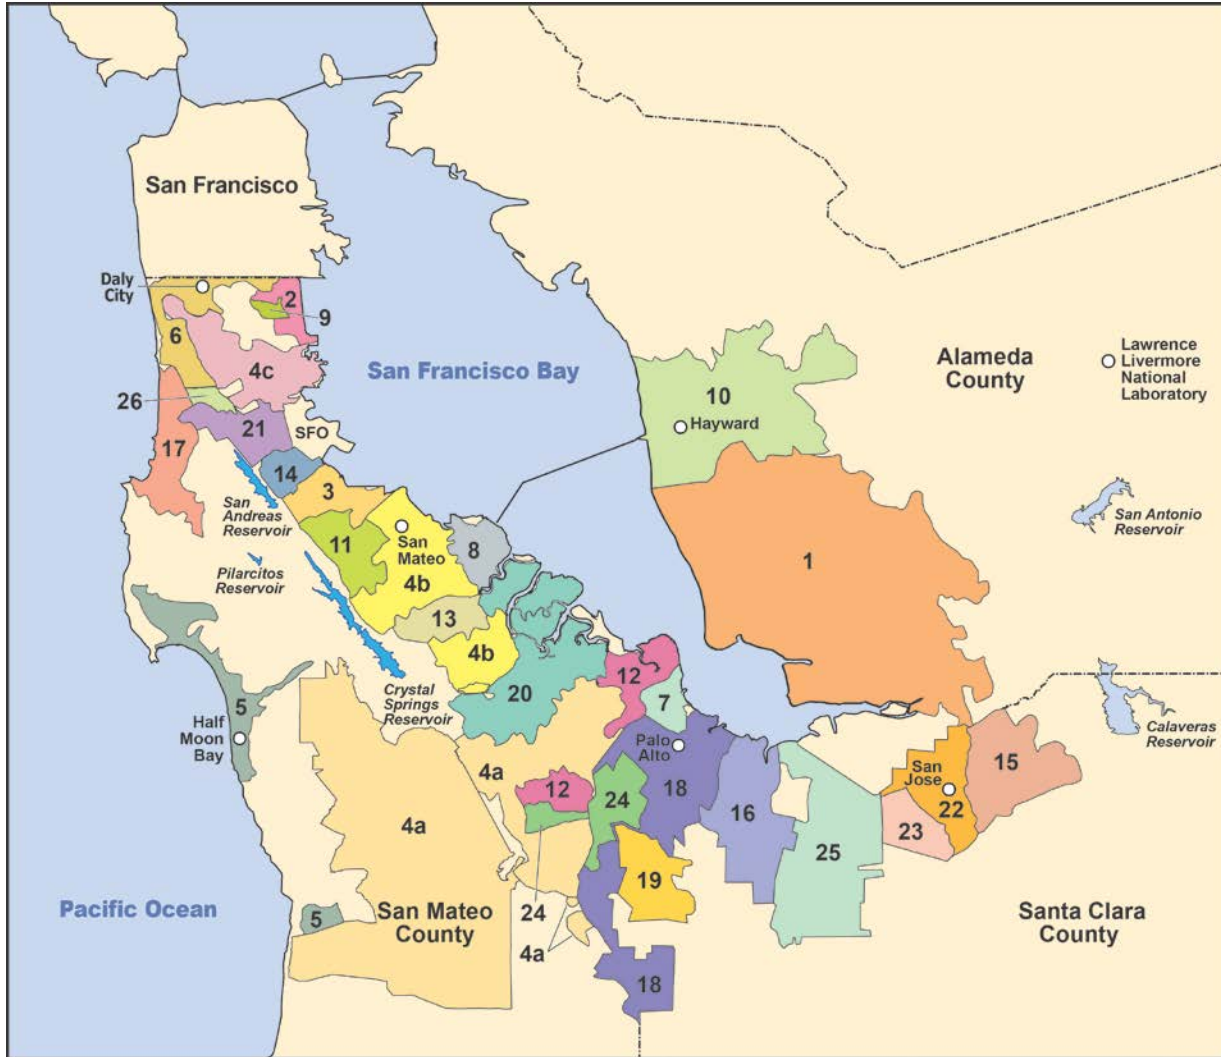 San Francisco
Daly
City
2
9
6
4c
San Francisco Bay
Alameda
County
Lawrence
Livermore
National
Laboratory
10
Hayward
26
21
SFO
17
14
3
San
Andreas
Reservoir
San
Mateo
8
11
4b
1
San Antonio
Reservoir
Pilarcitos
Reservoir
13
4b
12
7
20
Crystal
Springs
Reservoir
5
Half
Moon
Bay
Palo
Alto
Calaveras
Reservoir
4a
12
24
18
16
San
Jose
22
15
4a
23
25
19
Pacific Ocean
5
San Mateo
County
24
4a
Santa Clara
County
18